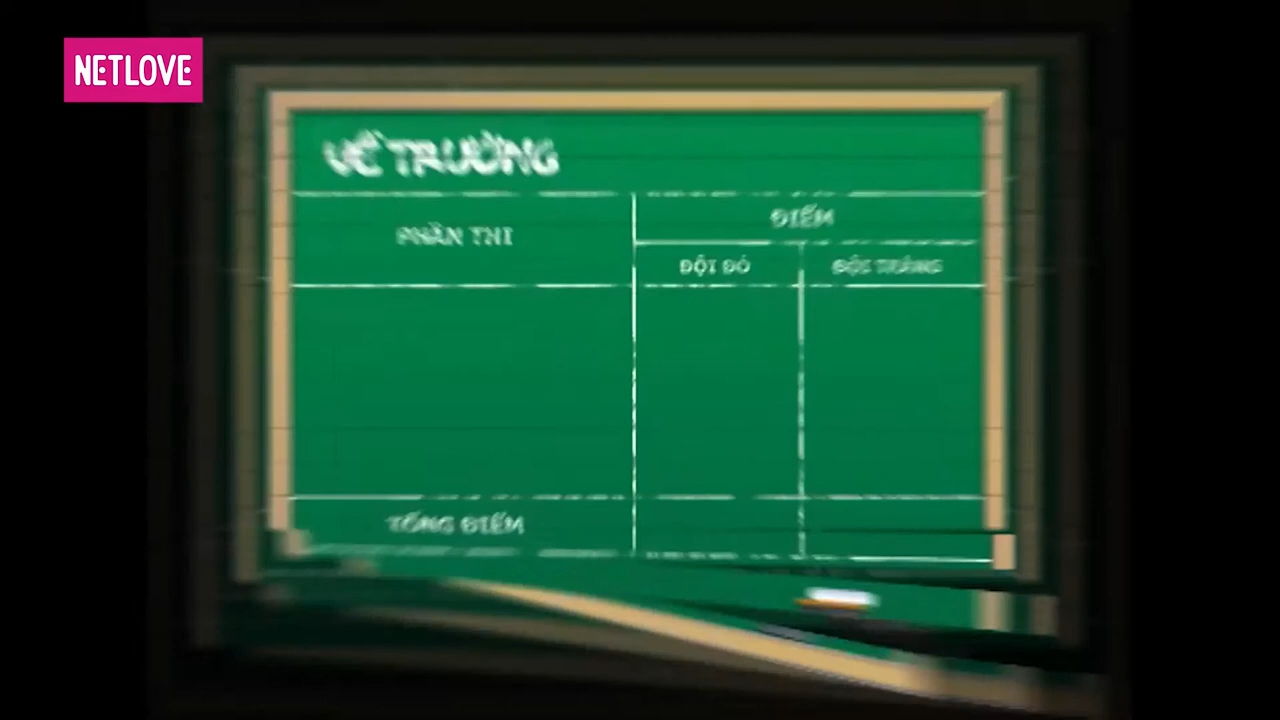 NETLOVE
VỀ TRƯỜNG
PHẦN THI
ĐIỂM
ĐỘI ĐỎ
ĐỘI TRẮNG
TỔNG ĐIỂM